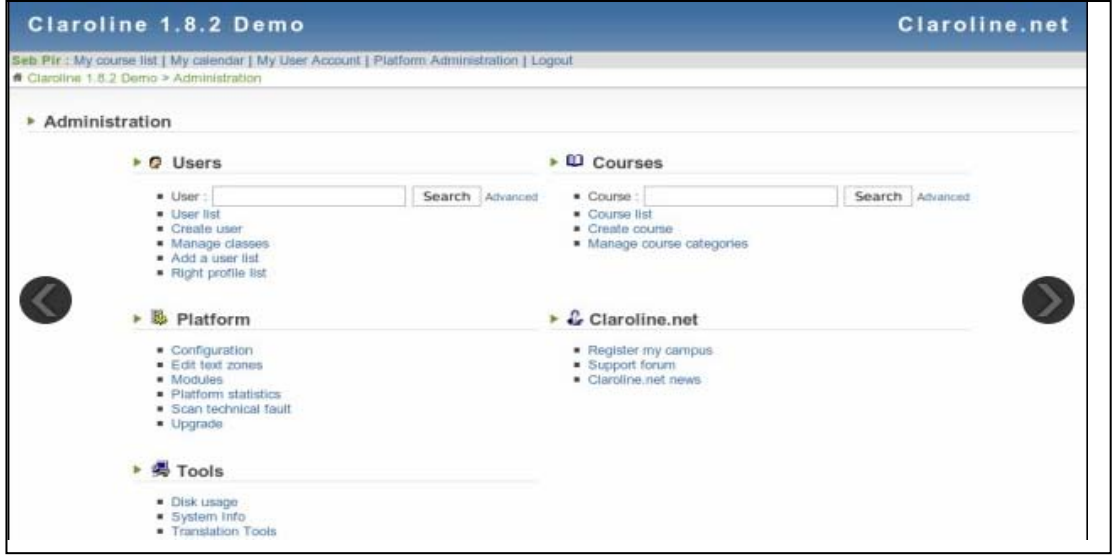 Claroline 1.8.2 Demo
Claroline.net
Seb Pir : My course list | My calendar | My User Account | Platform Administration | Logout
Claroline 1.8.2 Demo > Administration
Administration
Users
User : Search Advanced
User list
Create user
Manage classes
Add a user list
Right profile list
Courses
Course : Search Advanced
Course list
Create course
Manage course categories
Platform
Configuration
Edit text zones
Modules
Platform statistics
Scan technical fault
Upgrade
Claroline.net
Register my campus
Support forum
Claroline.net news
Tools
Disk usage
System Info
Translation Tools